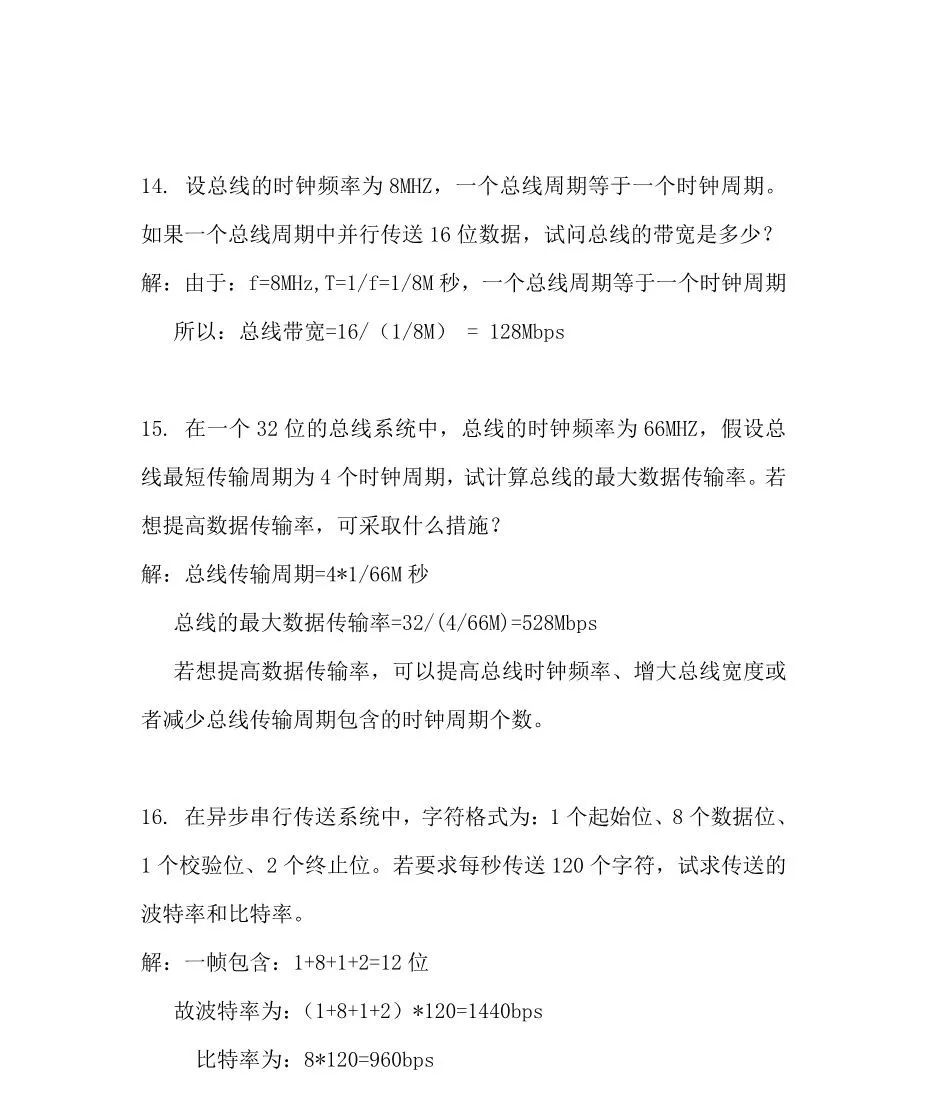 14. 设总线的时钟频率为 8MHZ，一个总线周期等于一个时钟周期。
如果一个总线周期中并行传送 16 位数据，试问总线的带宽是多少？
解：由于：f=8MHz,T=1/f=1/8M 秒，一个总线周期等于一个时钟周期
所以：总线带宽=16/（1/8M） = 128Mbps
15. 在一个 32 位的总线系统中，总线的时钟频率为 66MHZ，假设总
线最短传输周期为 4 个时钟周期，试计算总线的最大数据传输率。若
想提高数据传输率，可采取什么措施？
解：总线传输周期=4*1/66M 秒
总线的最大数据传输率=32/(4/66M)=528Mbps
若想提高数据传输率，可以提高总线时钟频率、增大总线宽度或
者减少总线传输周期包含的时钟周期个数。
16. 在异步串行传送系统中，字符格式为：1 个起始位、8 个数据位、
1 个校验位、2 个终止位。若要求每秒传送 120 个字符，试求传送的
波特率和比特率。
解：一帧包含：1+8+1+2=12 位
故波特率为：（1+8+1+2）*120=1440bps
比特率为：8*120=960bps